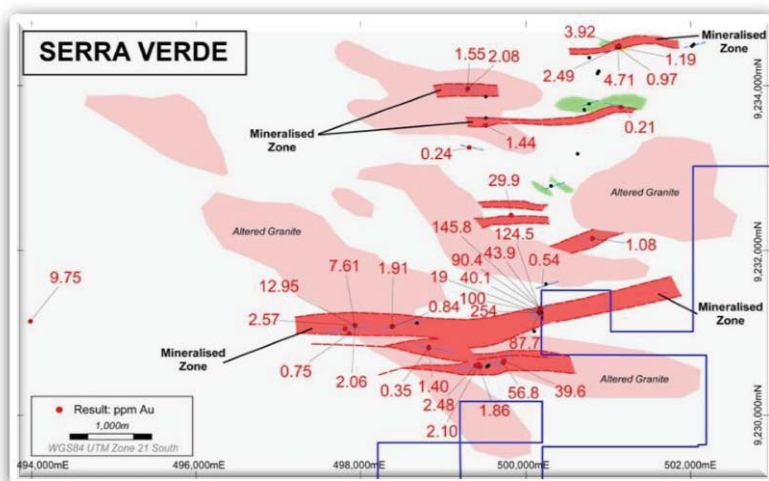 SERRA VERDE
3.92
Mineralised
Zone
1.55 2.08
2.49
4.71
0.97
1.19
9,234,000mN
Mineralised
Zone
1.44
0.21
0.24
29.9
Altered Granite
145.8
124.5
Altered Granite
90.4
43.9
1.08
9,232,000mN
9.75
12.95
7.61
1.91
19
40.1
0.54
100
0.84
254
2.57
Mineralised
Zone
Mineralised
Zone
87.7
0.75
2.06
0.35
1.40
56.8
39.6
Altered Granite
2.48
1.86
2.10
9,230,000mN
Result: ppm Au
1,000m
WGS84 UTM Zone 21 South
494,000mE
496,000mE
498,000mE
500,000mE
502,000mE